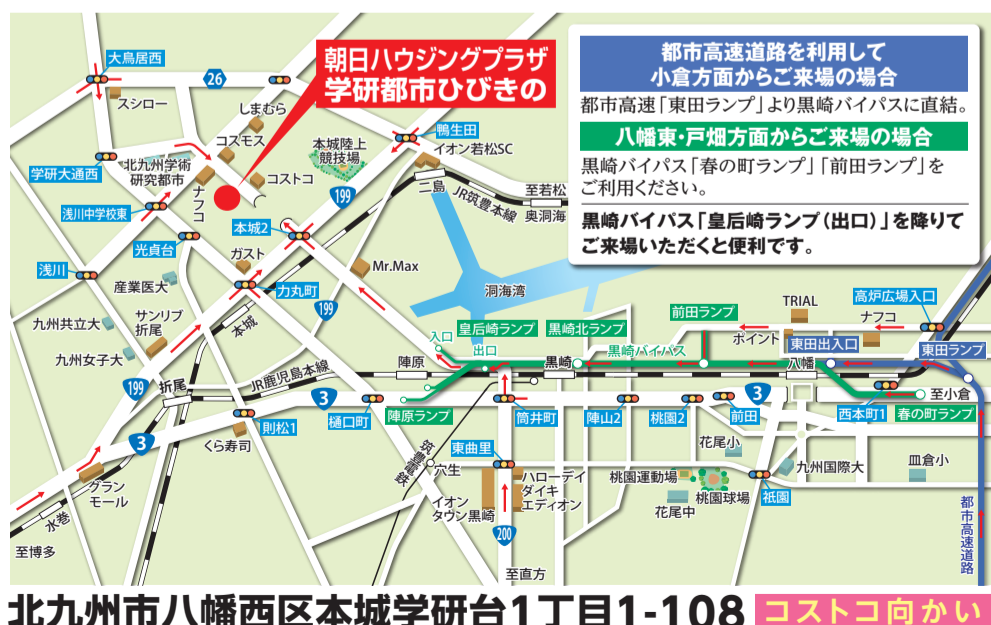 朝日ハウジングプラザ
学研都市ひびきの
都市高速道路を利用して
小倉方面からご来場の場合
都市高速「東田ランプ」より黒崎バイパスに直結。
八幡東・戸畑方面からご来場の場合
黒崎バイパス「春の町ランプ」「前田ランプ」を
ご利用ください。
黒崎バイパス「皇后崎ランプ(出口)」を降りて
ご来場いただくと便利です。
大鳥居西
26
スシロー
しまむら
コスモス
本城陸上
競技場
鴨生田
イオン若松SC
学研大通西
北九州学術
研究都市
ナフコ
コストコ
199
二島
JR筑豊本線
至若松
奥洞海
浅川中学校東
本城2
光貞台
ガスト
浅川
産業医大
力丸町
Mr.Max
洞海湾
199
本城
九州共立大
サンリブ
折尾
九州女子大
入口
皇后崎ランプ
出口
黒崎北ランプ
黒崎バイパス
前田ランプ
TRIAL
ポイント
ナフコ
高炉広場入口
東田出入口
東田ランプ
199
折尾
JR鹿児島本線
陣原
黒崎
八幡
至小倉
3
則松1
くら寿司
3
樋口町
陣原ランプ
筒井町
陣山2
桃園2
前田
3
西本町1
春の町ランプ
グラン
モール
水巻
至博多
筑豊電鉄
穴生
東曲里
イオン
タウン黒崎
ハローデイ
ダイキ
エディオン
200
至直方
花尾小
桃園運動場
花尾中
桃園球場
九州国際大
祇園
皿倉小
都市高速道路
北九州市八幡西区本城学研台1丁目1-108
コストコ向かい